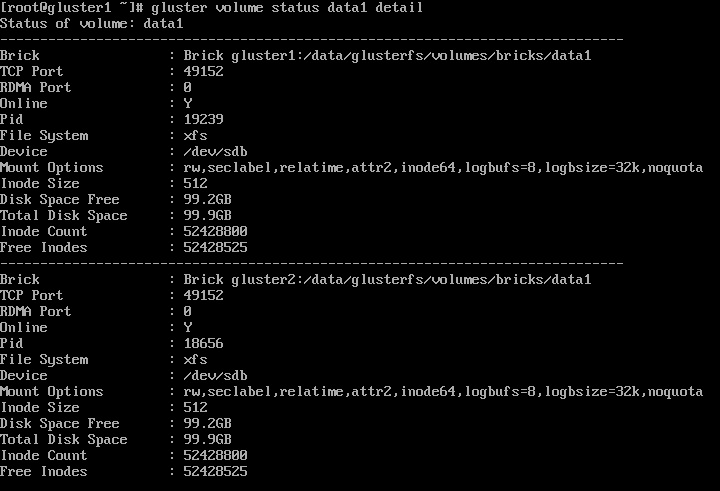 [root@gluster1 ~]# gluster volume status data1 detail
Status of volume: data1
------------------------------------------------------------------------------
Brick                : Brick gluster1:/data/glusterfs/volumes/bricks/data1
TCP Port             : 49152
RDMA Port            : 0
Online               : Y
Pid                  : 19239
File System          : xfs
Device               : /dev/sdb
Mount Options        : rw,seclabel,relatime,attr2,inode64,logbufs=8,logbsize=32k,noquota
Inode Size           : 512
Disk Space Free      : 99.2GB
Total Disk Space     : 99.9GB
Inode Count          : 52428800
Free Inodes          : 52428525
------------------------------------------------------------------------------
Brick                : Brick gluster2:/data/glusterfs/volumes/bricks/data1
TCP Port             : 49152
RDMA Port            : 0
Online               : Y
Pid                  : 18656
File System          : xfs
Device               : /dev/sdb
Mount Options        : rw,seclabel,relatime,attr2,inode64,logbufs=8,logbsize=32k,noquota
Inode Size           : 512
Disk Space Free      : 99.2GB
Total Disk Space     : 99.9GB
Inode Count          : 52428800
Free Inodes          : 52428525